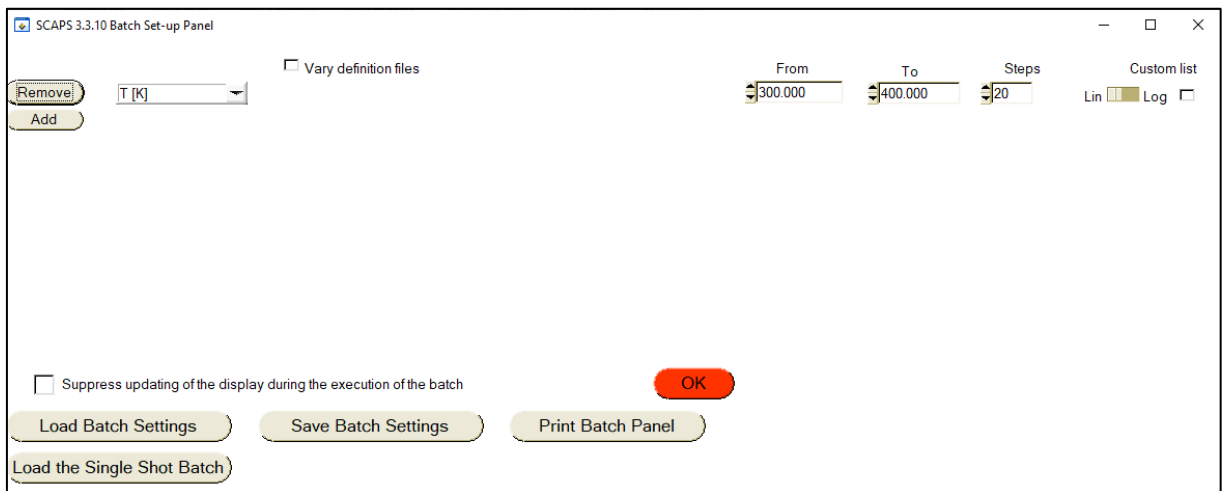 SCAPS 3.3.10 Batch Set-up Panel
Vary definition files
From To Steps Custom list
Remove T [K] 300.000 400.000 20 Lin Log
Add
Suppress updating of the display during the execution of the batch OK
Load Batch Settings Save Batch Settings Print Batch Panel
Load the Single Shot Batch